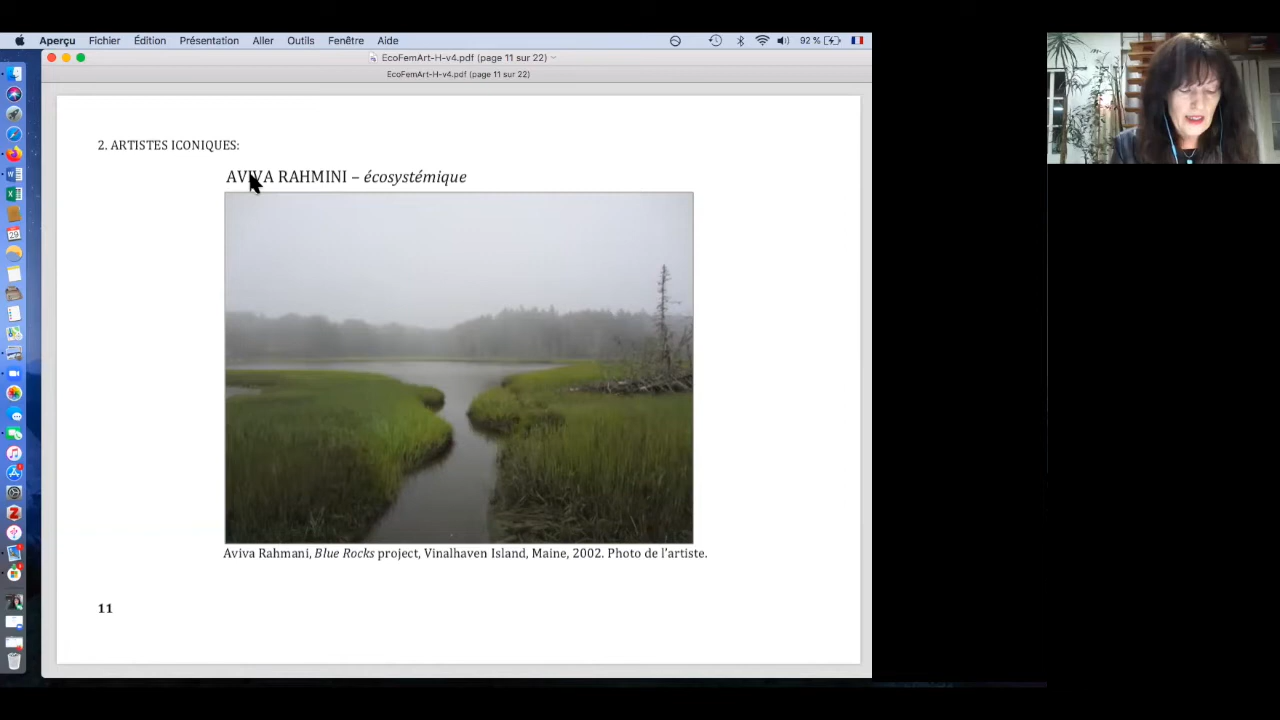 Aperçu Fichier Édition Présentation Aller Outils Fenêtre Aide 92 %
EcoFemArt-H-v4.pdf (page 11 sur 22)
EcoFemArt-H-v4.pdf (page 11 sur 22)
2. ARTISTES ICONIQUES:
AVIVA RAHMINI – écosystémique
Aviva Rahmani, Blue Rocks project, Vinalhaven Island, Maine, 2002. Photo de l'artiste.
11